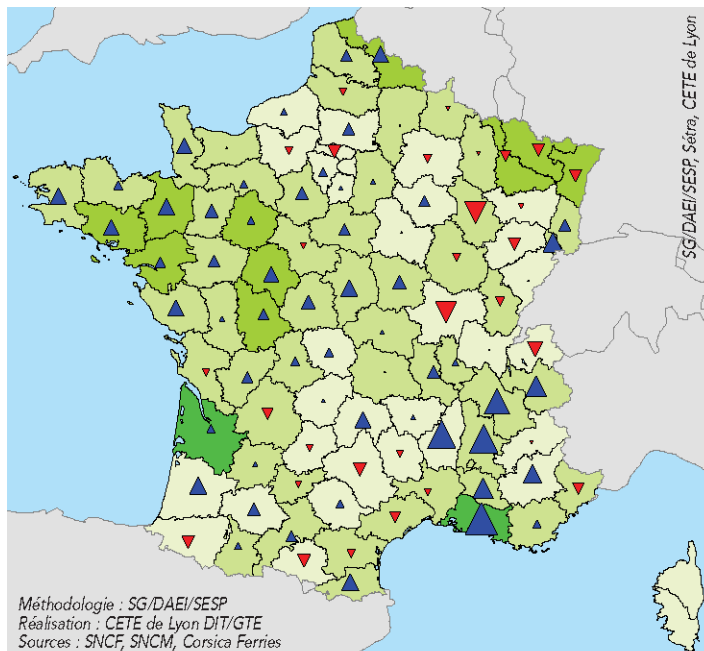 SG/DAEI/SESP, Sétra, CETE de Lyon
Méthodologie : SG/DAEI/SESP
Réalisation : CETE de Lyon DIT/GTE
Sources : SNCF, SNCM, Corsica Ferries